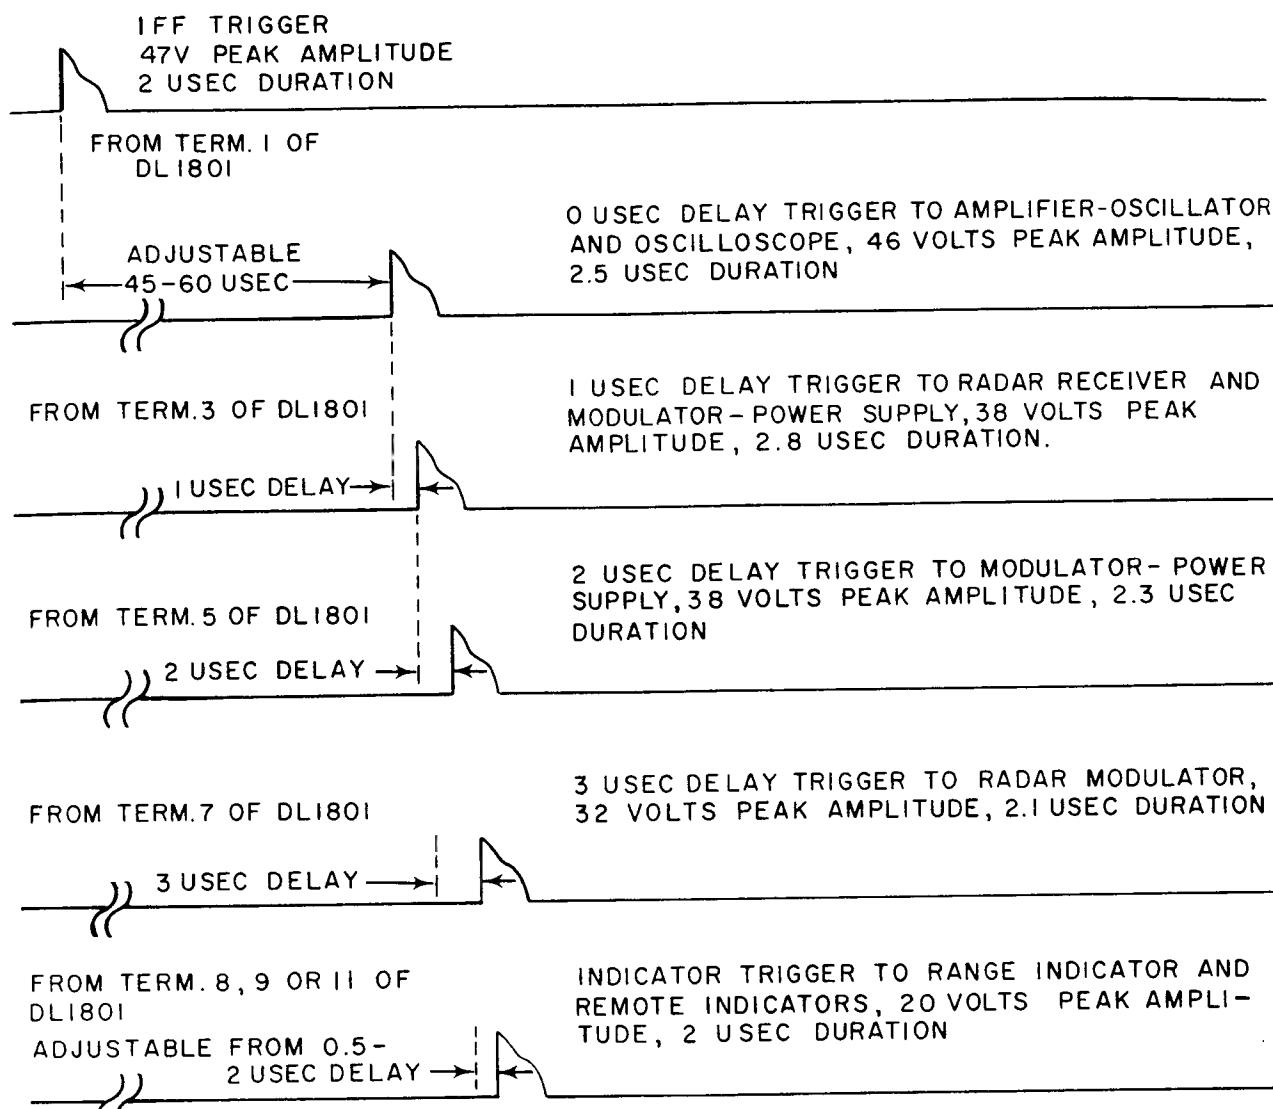 IFF TRIGGER
47V PEAK AMPLITUDE
2 USEC DURATION
FROM TERM. I OF
DL1801
O USEC DELAY TRIGGER TO AMPLIFIER-OSCILLATOR
AND OSCILLOSCOPE, 46 VOLTS PEAK AMPLITUDE,
2.5 USEC DURATION
ADJUSTABLE
45-60 USEC
FROM TERM. 3 OF DL1801
1 USEC DELAY TRIGGER TO RADAR RECEIVER AND
MODULATOR-POWER SUPPLY, 38 VOLTS PEAK
AMPLITUDE, 2.8 USEC DURATION.
1 USEC DELAY
FROM TERM. 5 OF DL1801
2 USEC DELAY TRIGGER TO MODULATOR- POWER
SUPPLY, 38 VOLTS PEAK AMPLITUDE, 2.3 USEC
DURATION
2 USEC DELAY
FROM TERM. 7 OF DL1801
3 USEC DELAY TRIGGER TO RADAR MODULATOR,
32 VOLTS PEAK AMPLITUDE, 2.1 USEC DURATION
3 USEC DELAY
FROM TERM. 8, 9 OR 11 OF
DL1801
INDICATOR TRIGGER TO RANGE INDICATOR AND
REMOTE INDICATORS, 20 VOLTS PEAK AMPLI-
TUDE, 2 USEC DURATION
ADJUSTABLE FROM 0.5-
2 USEC DELAY